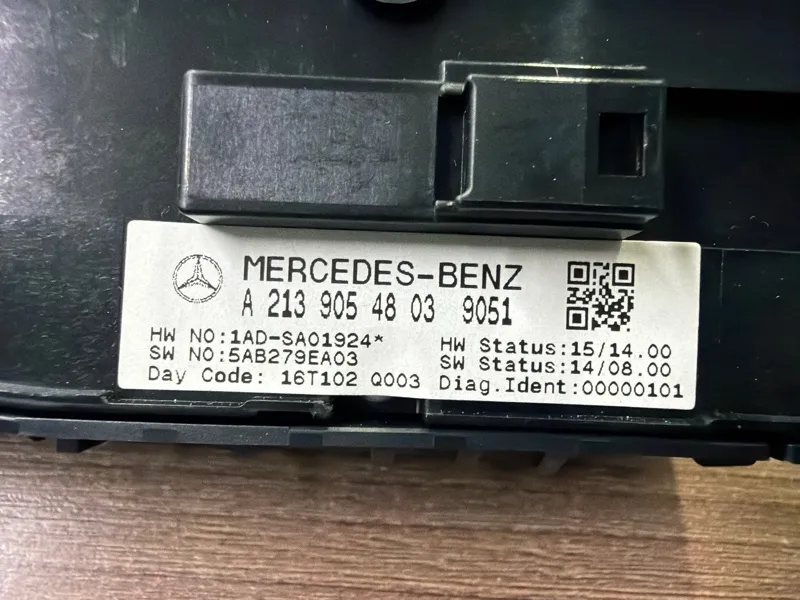 MERCEDES-BENZ
A 213 905 48 03 9051
HW NO:1AD-SA01924*
HW Status:15/14.00
SW NO:5AB279EA03
SW Status:14/08.00
Day Code: 16T102 Q003
Diag.Ident:00000101